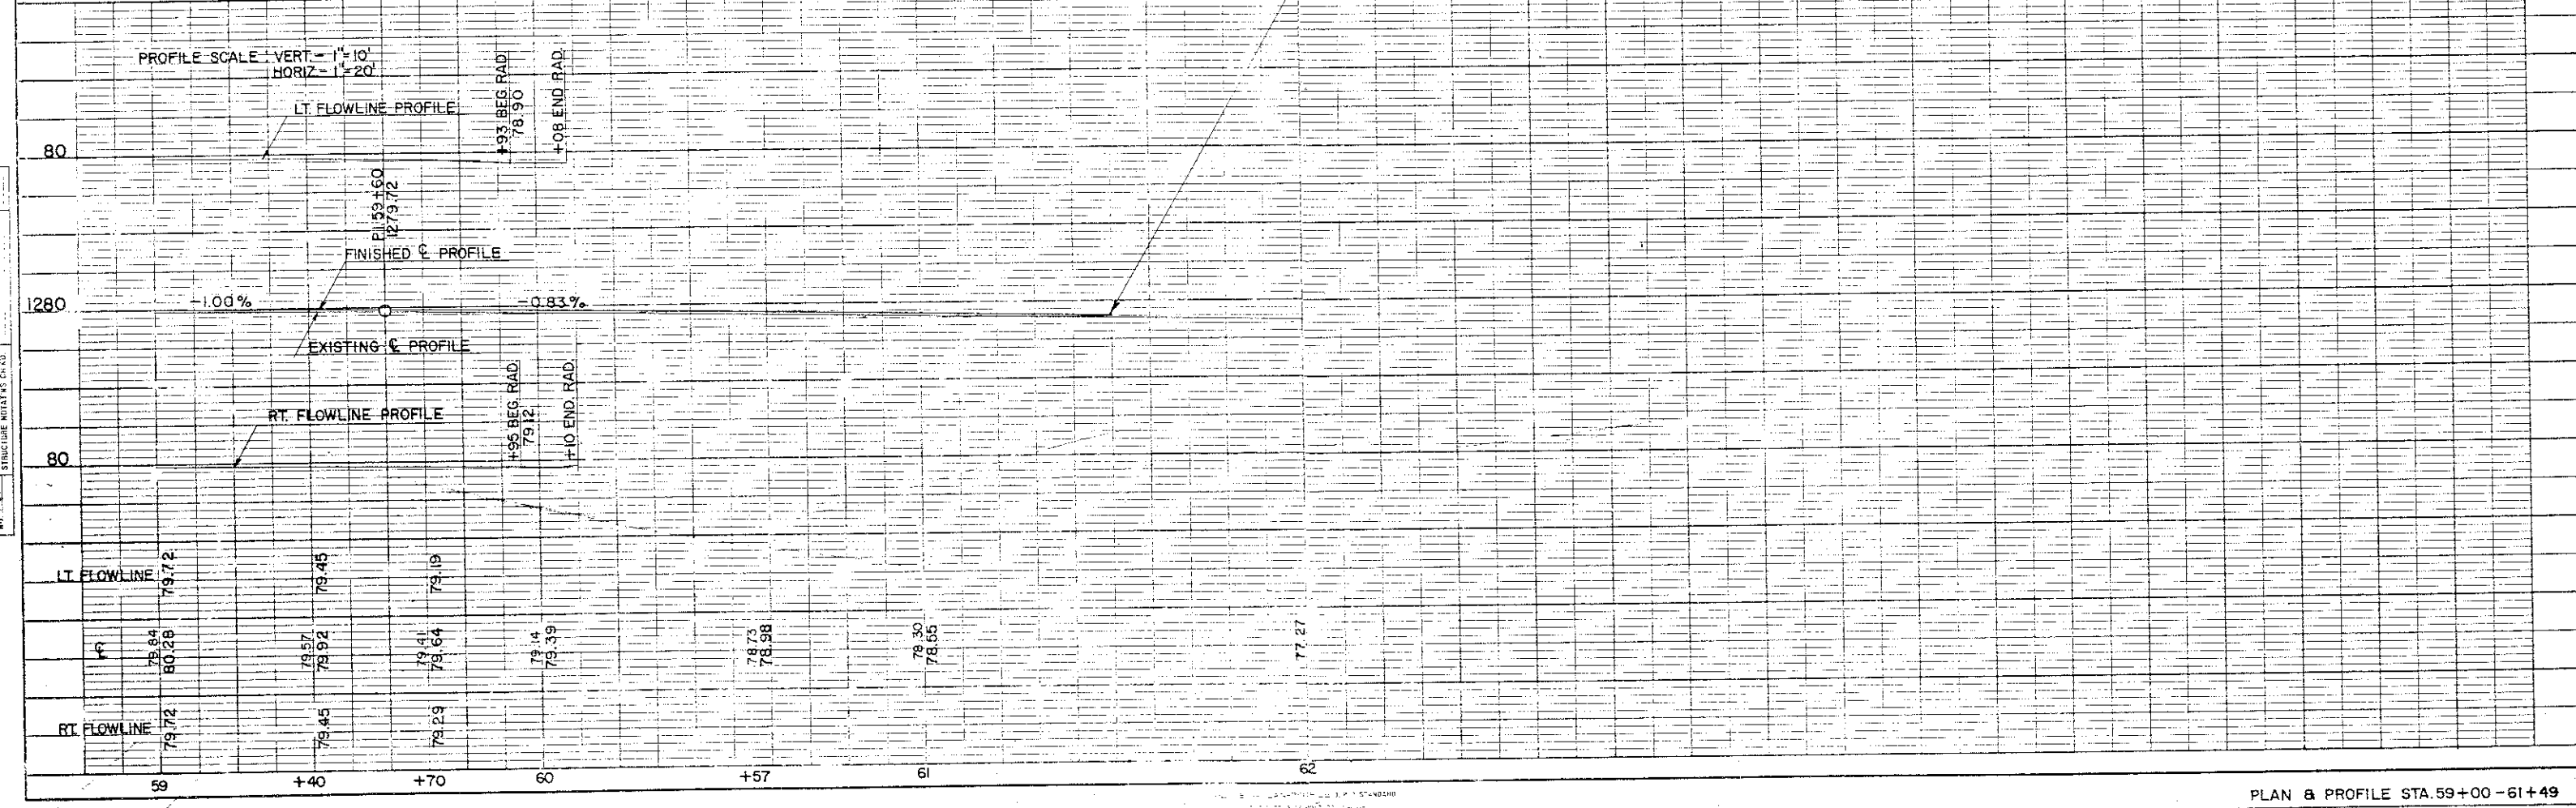 PROFILE SCALE : VERT.- 1"=10'
HORIZ - 1"=20'
LT. FLOWLINE PROFILE
+93 BEG. RAD.
78.90
+08 END RAD.
80
P.I. 59+60
1279.72
FINISHED ℄ PROFILE
1280
-1.00%
-0.83%
EXISTING ℄ PROFILE
+95 BEG. RAD.
79.12
+10 END. RAD.
RT. FLOWLINE PROFILE
80
LT. FLOWLINE
79.72
79.45
79.19
℄
79.84
80.28
79.57
79.92
79.41
79.64
79.14
79.39
78.73
78.98
78.30
78.55
77.27
RT. FLOWLINE
79.72
79.45
79.29
59
+40
+70
60
+57
61
62
PLAN & PROFILE STA. 59+00 - 61+49